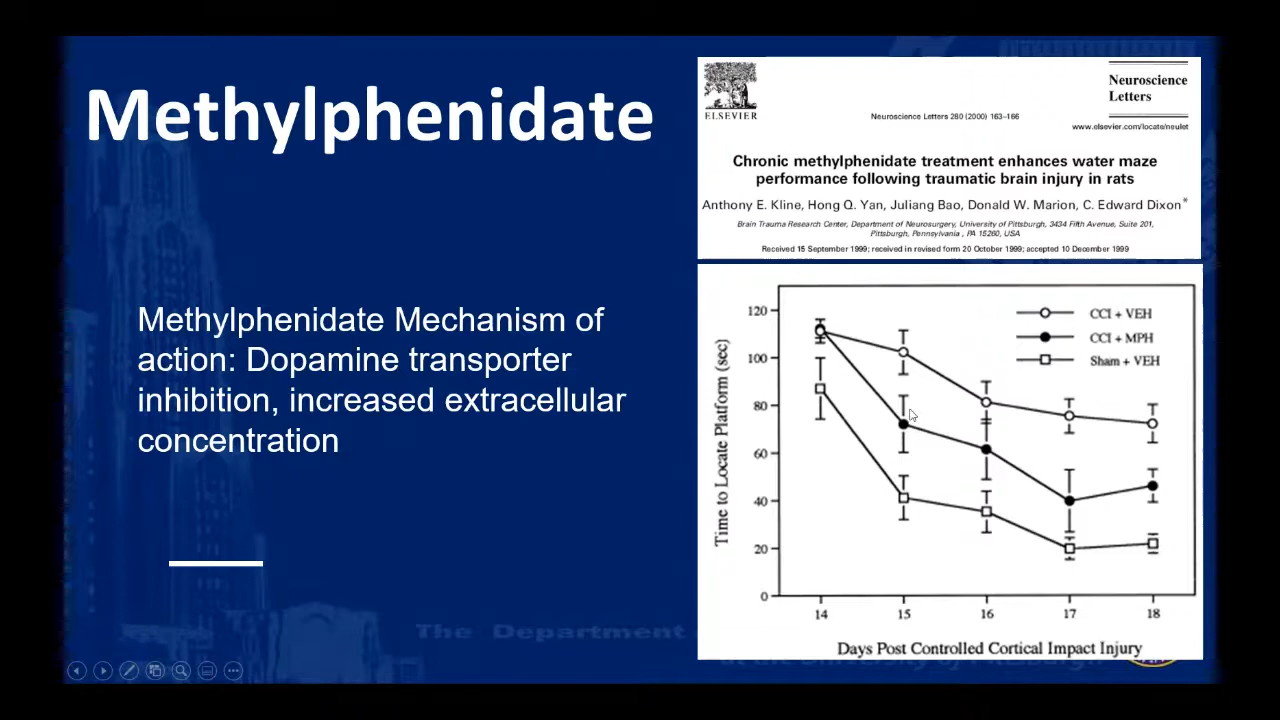 Methylphenidate
Methylphenidate Mechanism of
action: Dopamine transporter
inhibition, increased extracellular
concentration
ELSEVIER
Neuroscience Letters 280 (2000) 163–166
Neuroscience
Letters
www.elsevier.com/locate/neulet
Chronic methylphenidate treatment enhances water maze
performance following traumatic brain injury in rats
Anthony E. Kline, Hong Q. Yan, Juliang Bao, Donald W. Marion, C. Edward Dixon*
Brain Trauma Research Center, Department of Neurosurgery, University of Pittsburgh, 3434 Fifth Avenue, Suite 201,
Pittsburgh, Pennsylvania, PA 15260, USA
Received 15 September 1999; received in revised form 20 October 1999; accepted 10 December 1999
CCI + VEH
CCI + MPH
Sham + VEH
Time to Locate Platform (sec)
120
100
80
60
40
20
0
14 15 16 17 18
Days Post Controlled Cortical Impact Injury
The Department